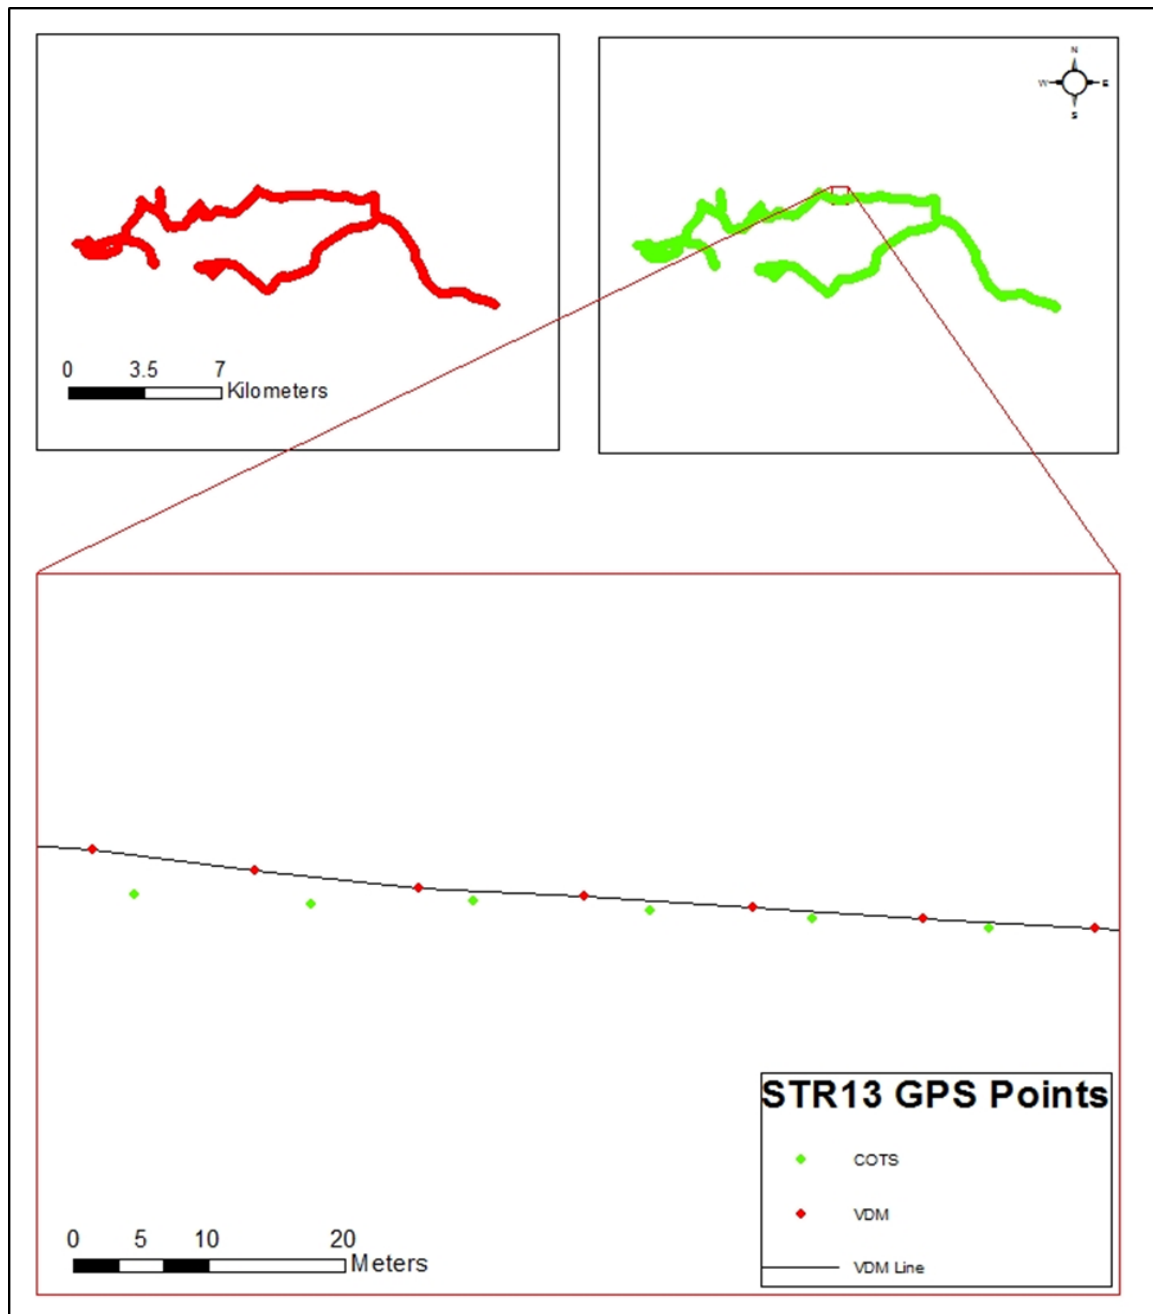 N
W E
S
0 3.5 7
Kilometers
STR13 GPS Points
COTS
VDM
VDM Line
0 5 10 20
Meters